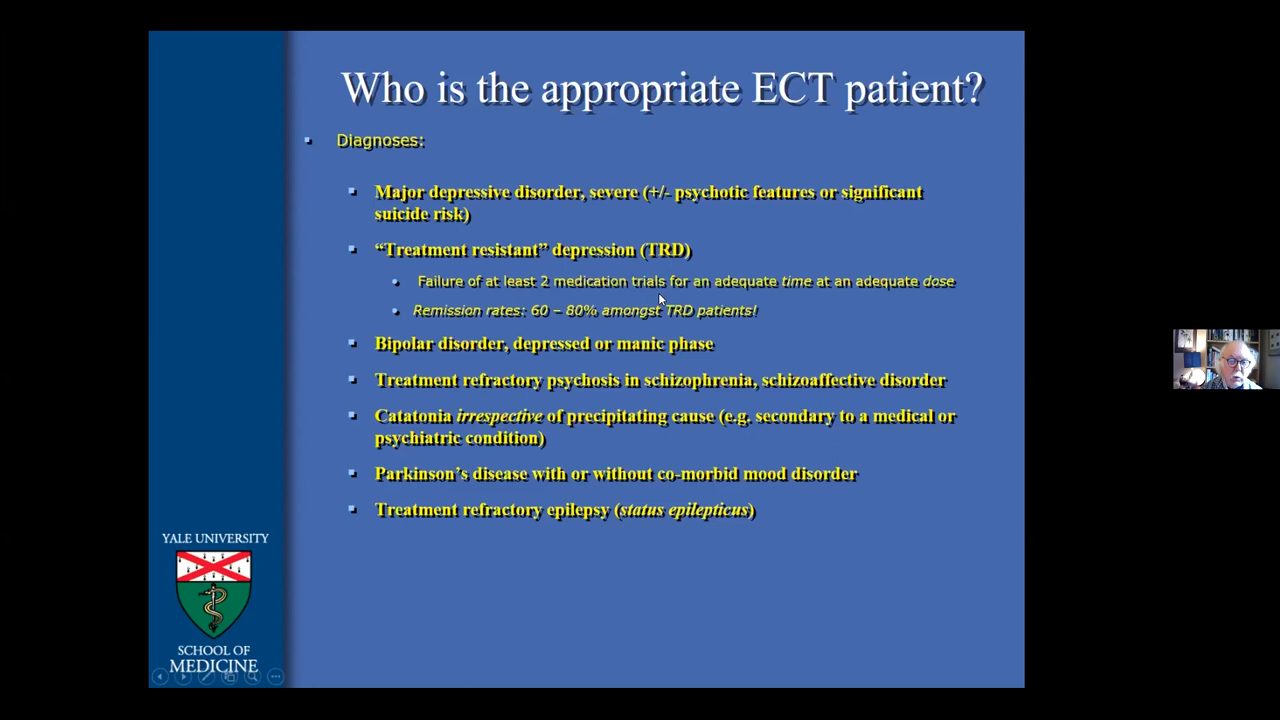 Who is the appropriate ECT patient?
Diagnoses:
Major depressive disorder, severe (+/- psychotic features or significant
suicide risk)
“Treatment resistant” depression (TRD)
Failure of at least 2 medication trials for an adequate time at an adequate dose
Remission rates: 60 – 80% amongst TRD patients!
Bipolar disorder, depressed or manic phase
Treatment refractory psychosis in schizophrenia, schizoaffective disorder
Catatonia irrespective of precipitating cause (e.g. secondary to a medical or
psychiatric condition)
Parkinson’s disease with or without co-morbid mood disorder
Treatment refractory epilepsy (status epilepticus)
YALE UNIVERSITY
SCHOOL OF
MEDICINE